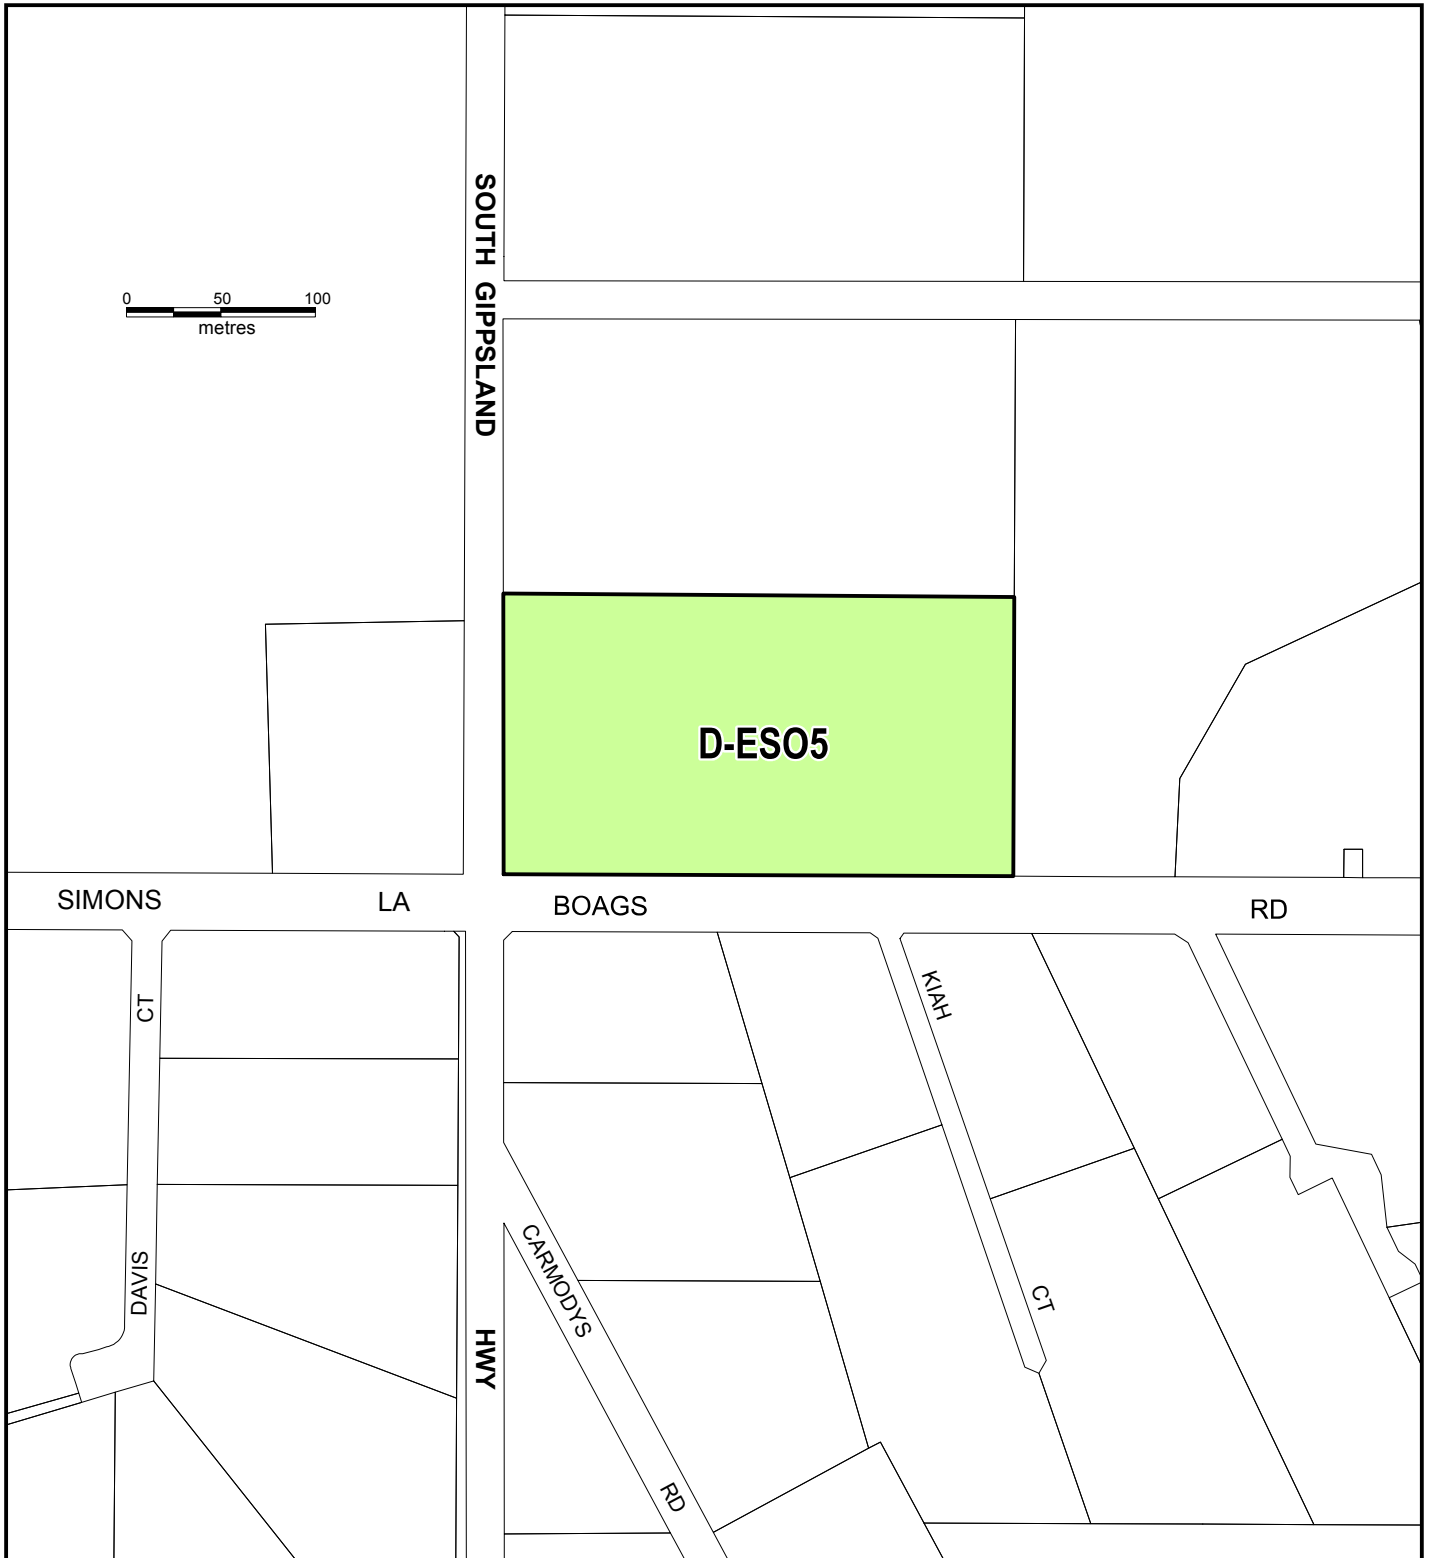 SOUTH GIPPSLAND
0 50 100
metres
D-ESO5
SIMONS LA
BOAGS RD
CT
DAVIS
HWY
CARMODYS
RD
KIAH
CT